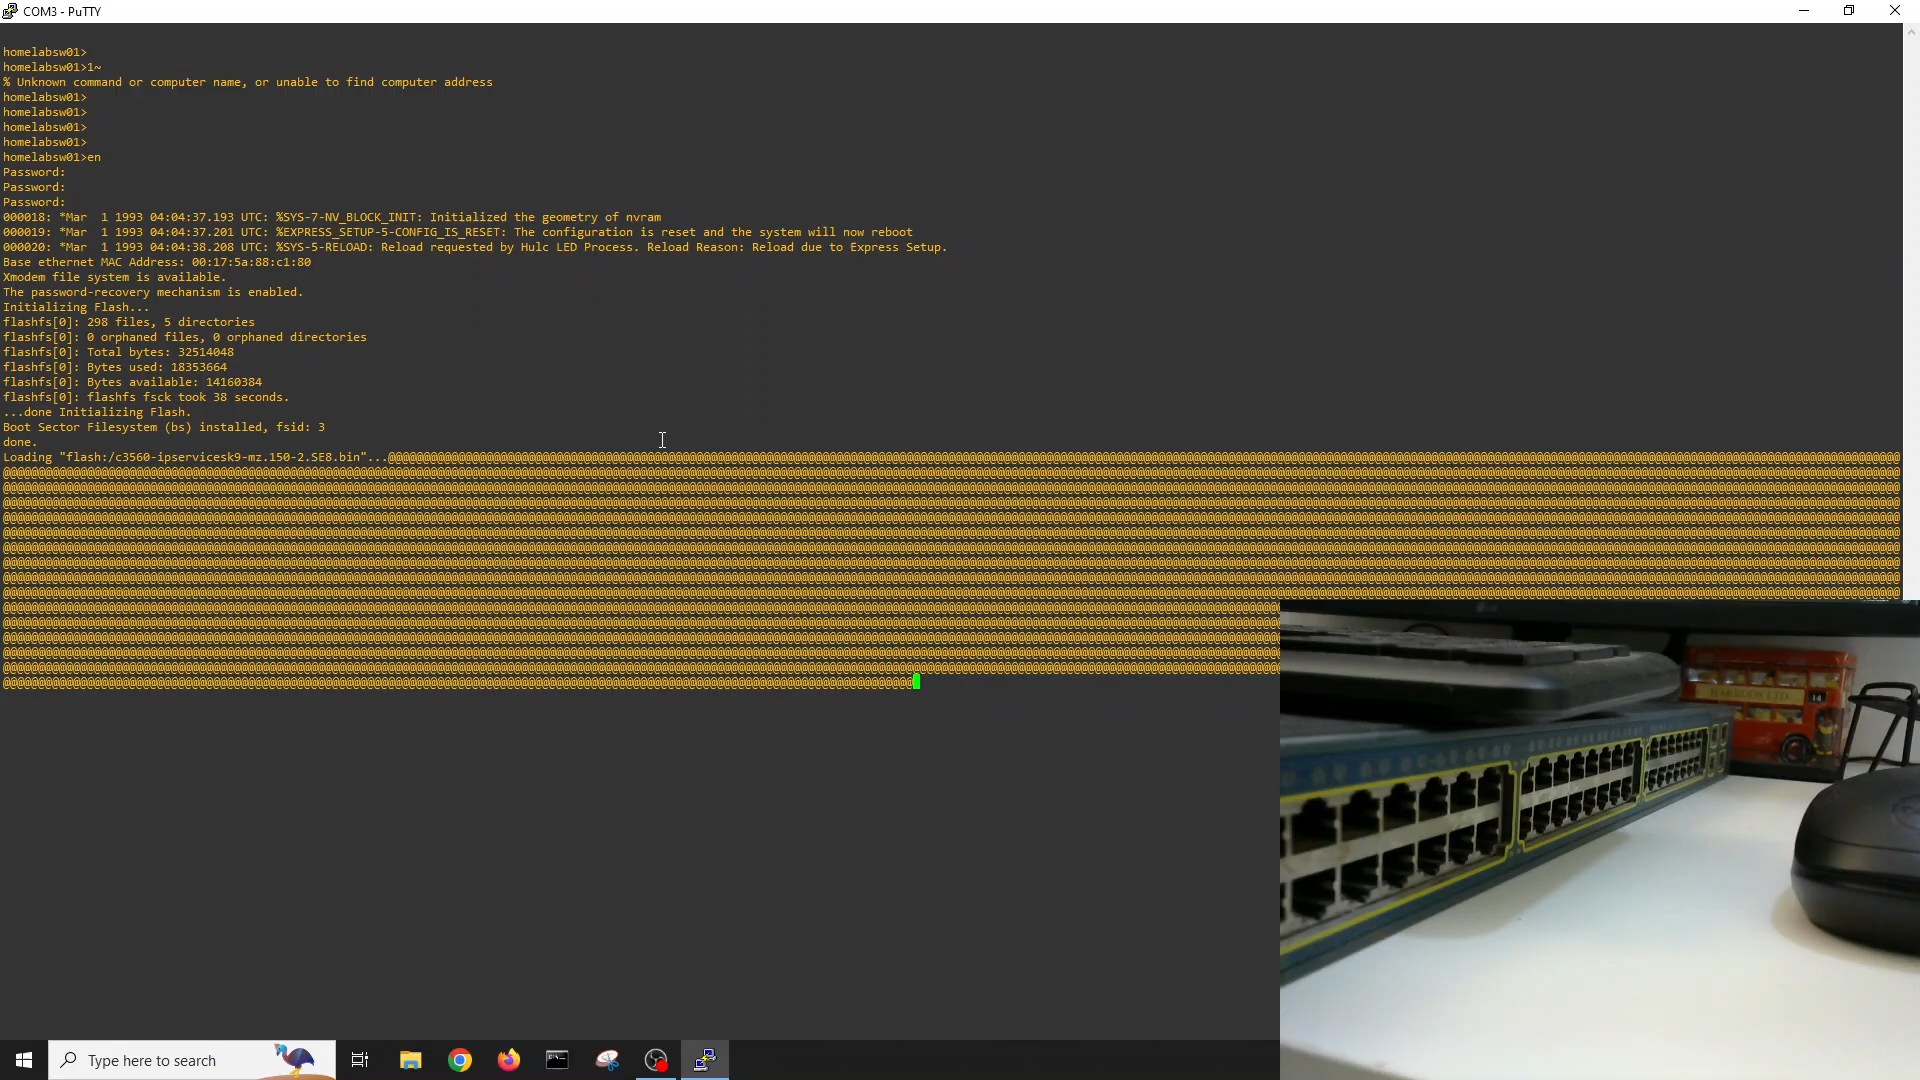 COM3 - PuTTY
homelabsw01>
homelabsw01>1~
% Unknown command or computer name, or unable to find computer address
homelabsw01>
homelabsw01>
homelabsw01>
homelabsw01>
homelabsw01>en
Password:
Password:
Password:
000018: *Mar  1 1993 04:04:37.193 UTC: %SYS-7-NV_BLOCK_INIT: Initialized the geometry of nvram
000019: *Mar  1 1993 04:04:37.201 UTC: %EXPRESS_SETUP-5-CONFIG_IS_RESET: The configuration is reset and the system will now reboot
000020: *Mar  1 1993 04:04:38.208 UTC: %SYS-5-RELOAD: Reload requested by Hulc LED Process. Reload Reason: Reload due to Express Setup.
Base ethernet MAC Address: 00:17:5a:88:c1:80
Xmodem file system is available.
The password-recovery mechanism is enabled.
Initializing Flash...
flashfs[0]: 298 files, 5 directories
flashfs[0]: 0 orphaned files, 0 orphaned directories
flashfs[0]: Total bytes: 32514048
flashfs[0]: Bytes used: 18353664
flashfs[0]: Bytes available: 14160384
flashfs[0]: flashfs fsck took 38 seconds.
...done Initializing Flash.
Boot Sector Filesystem (bs) installed, fsid: 3
done.
Loading "flash:/c3560-ipservicesk9-mz.150-2.SE8.bin"...
HARRODS LTD
14
Type here to search